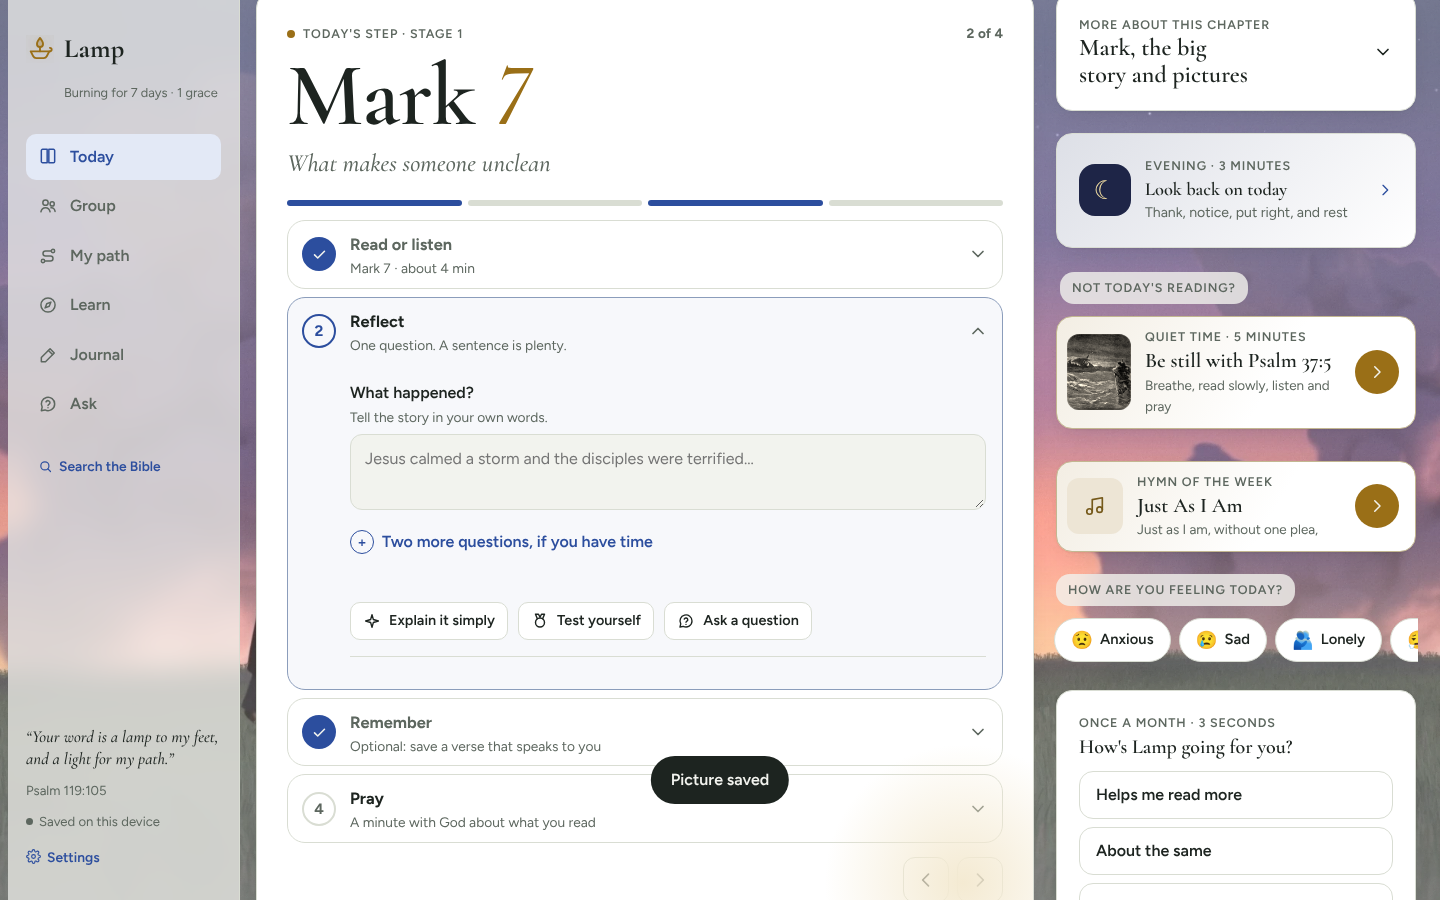 Lamp
Burning for 7 days · 1 grace
Today
Group
My path
Learn
Journal
Ask
Search the Bible
“Your word is a lamp to my feet,
and a light for my path.”
Psalm 119:105
Saved on this device
Settings
TODAY'S STEP · STAGE 1
2 of 4
Mark 7
What makes someone unclean
Read or listen
Mark 7 · about 4 min
2
Reflect
One question. A sentence is plenty.
What happened?
Tell the story in your own words.
Jesus calmed a storm and the disciples were terrified...
+ Two more questions, if you have time
Explain it simply
Test yourself
Ask a question
Remember
Optional: save a verse that speaks to you
Picture saved
4
Pray
A minute with God about what you read
MORE ABOUT THIS CHAPTER
Mark, the big
story and pictures
EVENING · 3 MINUTES
Look back on today
Thank, notice, put right, and rest
NOT TODAY'S READING?
QUIET TIME · 5 MINUTES
Be still with Psalm 37:5
Breathe, read slowly, listen and
pray
HYMN OF THE WEEK
Just As I Am
Just as I am, without one plea,
HOW ARE YOU FEELING TODAY?
Anxious
Sad
Lonely
ONCE A MONTH · 3 SECONDS
How's Lamp going for you?
Helps me read more
About the same